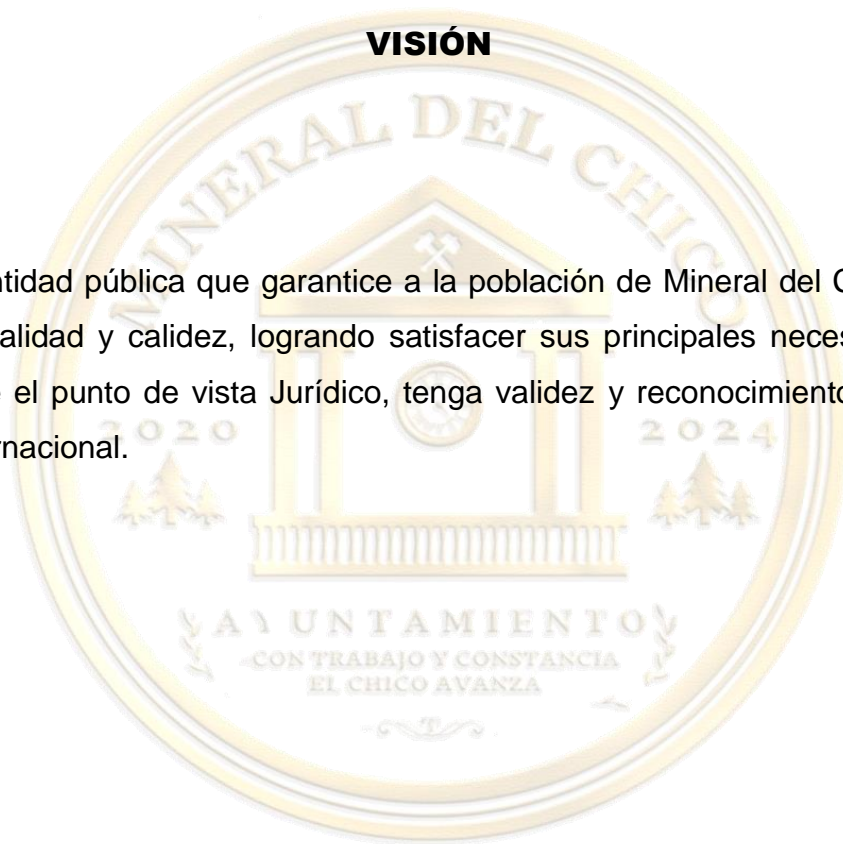 VISIÓN
MINERAL DEL CHICO
ntidad pública que garantice a la población de Mineral del C
alidad y calidez, logrando satisfacer sus principales neces
e el punto de vista Jurídico, tenga validez y reconocimiento
rnacional.
2020 2024
AYUNTAMIENTO
CON TRABAJO Y CONSTANCIA
EL CHICO AVANZA